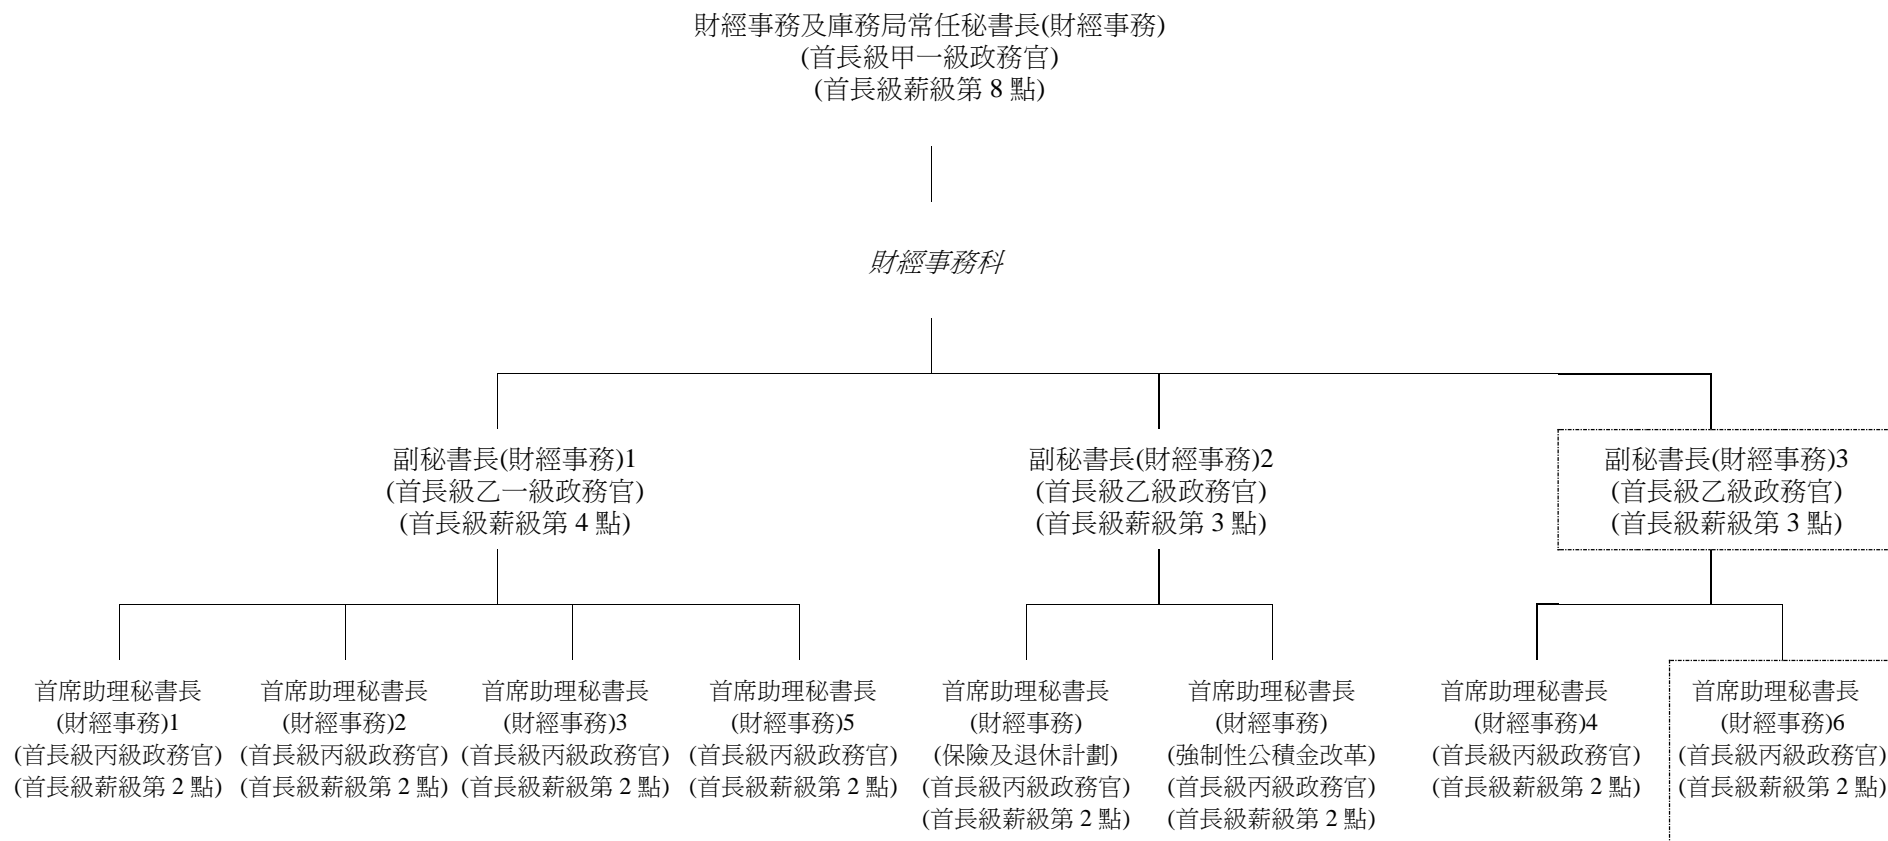 財經事務及庫務局常任秘書長(財經事務)
(首長級甲一級政務官)
(首長級薪級第 8 點)
財經事務科
副秘書長(財經事務)1
(首長級乙一級政務官)
(首長級薪級第 4 點)
副秘書長(財經事務)2
(首長級乙級政務官)
(首長級薪級第 3 點)
副秘書長(財經事務)3
(首長級乙級政務官)
(首長級薪級第 3 點)
首席助理秘書長
(財經事務)1
(首長級丙級政務官)
(首長級薪級第 2 點)
首席助理秘書長
(財經事務)2
(首長級丙級政務官)
(首長級薪級第 2 點)
首席助理秘書長
(財經事務)3
(首長級丙級政務官)
(首長級薪級第 2 點)
首席助理秘書長
(財經事務)5
(首長級丙級政務官)
(首長級薪級第 2 點)
首席助理秘書長
(財經事務)
(保險及退休計劃)
(首長級丙級政務官)
(首長級薪級第 2 點)
首席助理秘書長
(財經事務)
(強制性公積金改革)
(首長級丙級政務官)
(首長級薪級第 2 點)
首席助理秘書長
(財經事務)4
(首長級丙級政務官)
(首長級薪級第 2 點)
首席助理秘書長
(財經事務)6
(首長級丙級政務官)
(首長級薪級第 2 點)